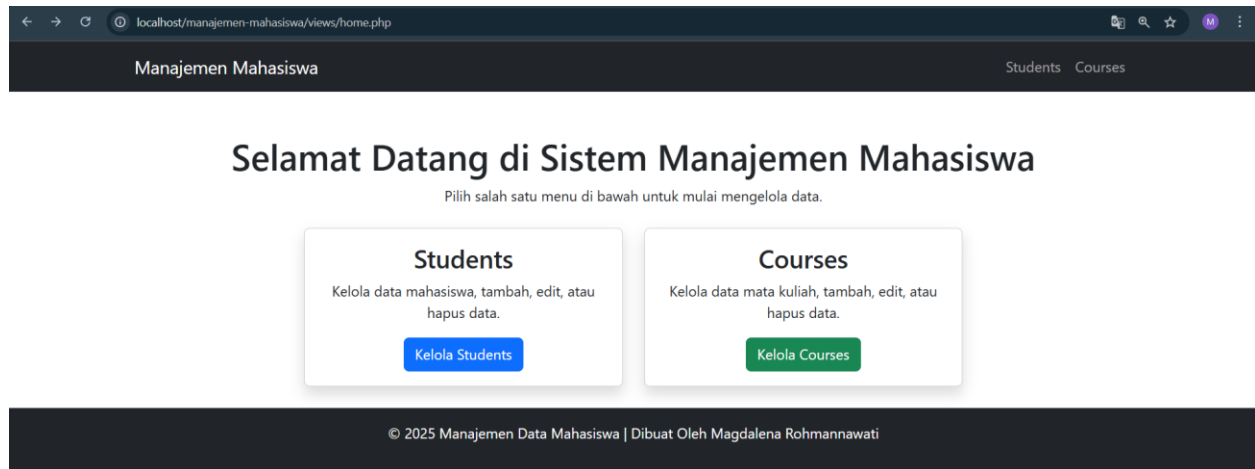 localhost/manajemen-mahasiswa/views/home.php
M
Manajemen Mahasiswa
Students Courses
Selamat Datang di Sistem Manajemen Mahasiswa
Pilih salah satu menu di bawah untuk mulai mengelola data.
Students
Kelola data mahasiswa, tambah, edit, atau
hapus data.
Kelola Students
Courses
Kelola data mata kuliah, tambah, edit, atau
hapus data.
Kelola Courses
© 2025 Manajemen Data Mahasiswa | Dibuat Oleh Magdalena Rohmannawati